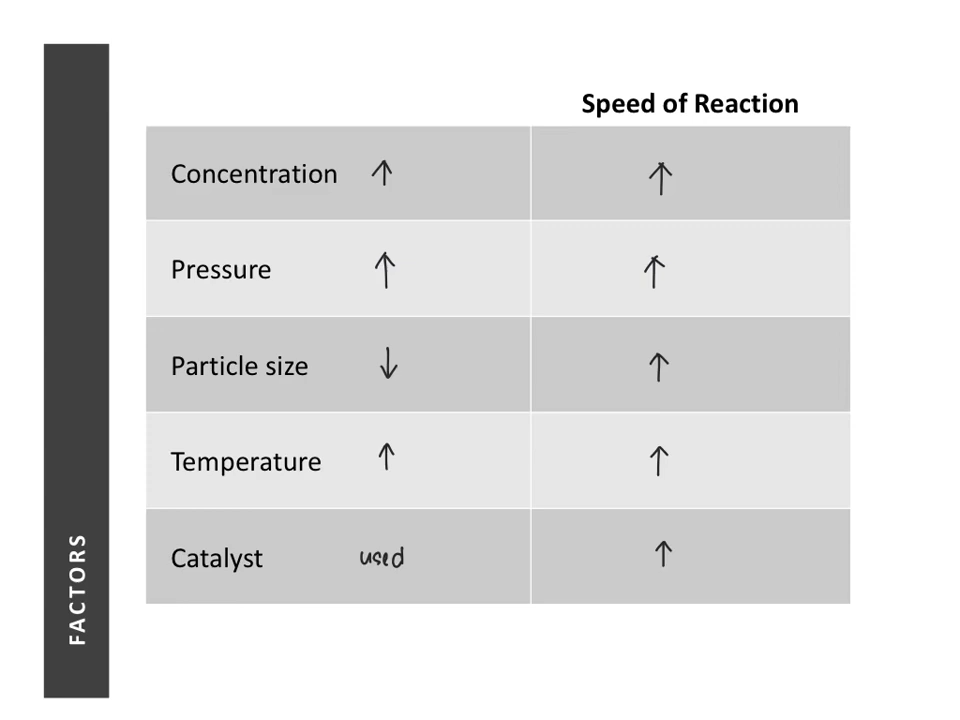 Speed of Reaction
Concentration ↑ ↑
Pressure ↑ ↑
Particle size ↓ ↑
Temperature ↑ ↑
Catalyst used ↑
FACTORS